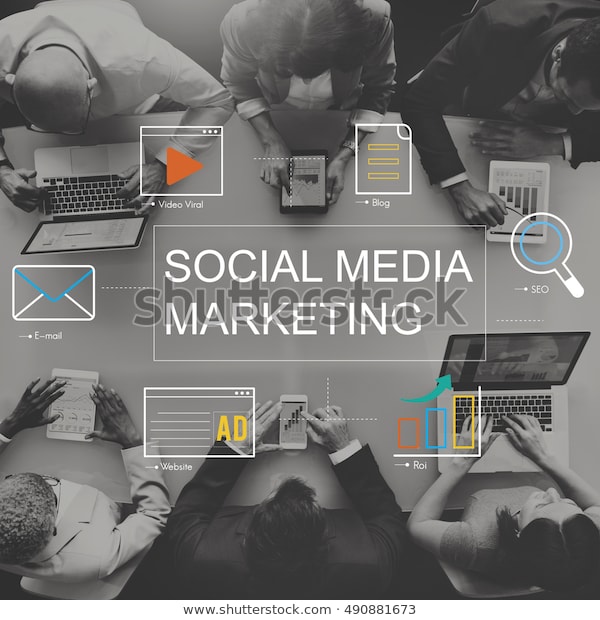 Video Viral
Blog
SOCIAL MEDIA
MARKETING
SEO
E-mail
AD
Website
Roi
shutterstock
www.shutterstock.com · 490881673